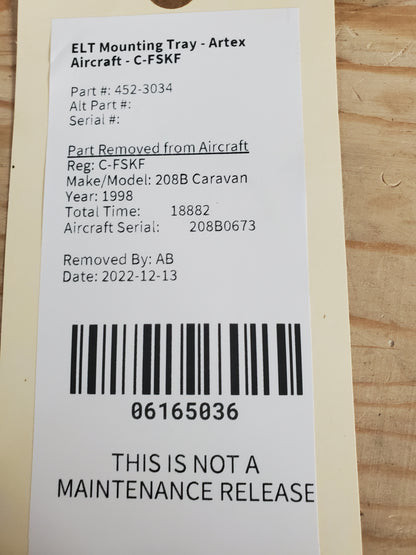 ELT Mounting Tray - Artex
Aircraft - C-FSKF
Part #: 452-3034
Alt Part #:
Serial #:
Part Removed from Aircraft
Reg: C-FSKF
Make/Model: 208B Caravan
Year: 1998
Total Time: 18882
Aircraft Serial: 208B0673
Removed By: AB
Date: 2022-12-13
06165036
THIS IS NOT A
MAINTENANCE RELEASE